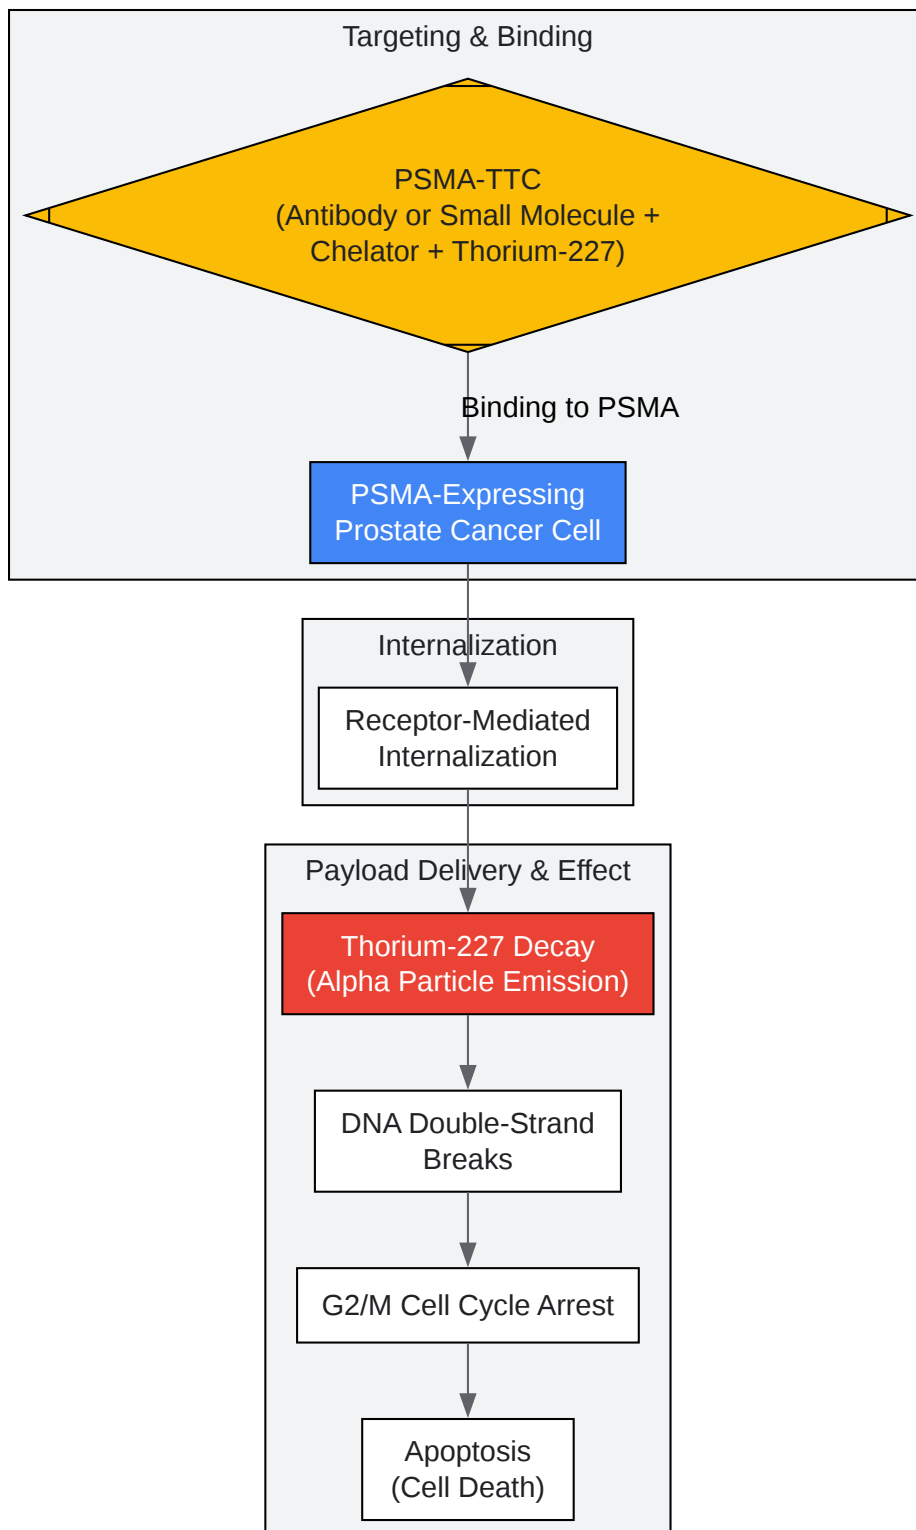 Targeting & Binding
PSMA-TTC
(Antibody or Small Molecule +
Chelator + Thorium-227)
Binding to PSMA
PSMA-Expressing
Prostate Cancer Cell
Internalization
Receptor-Mediated
Internalization
Payload Delivery & Effect
Thorium-227 Decay
(Alpha Particle Emission)
DNA Double-Strand
Breaks
G2/M Cell Cycle Arrest
Apoptosis
(Cell Death)